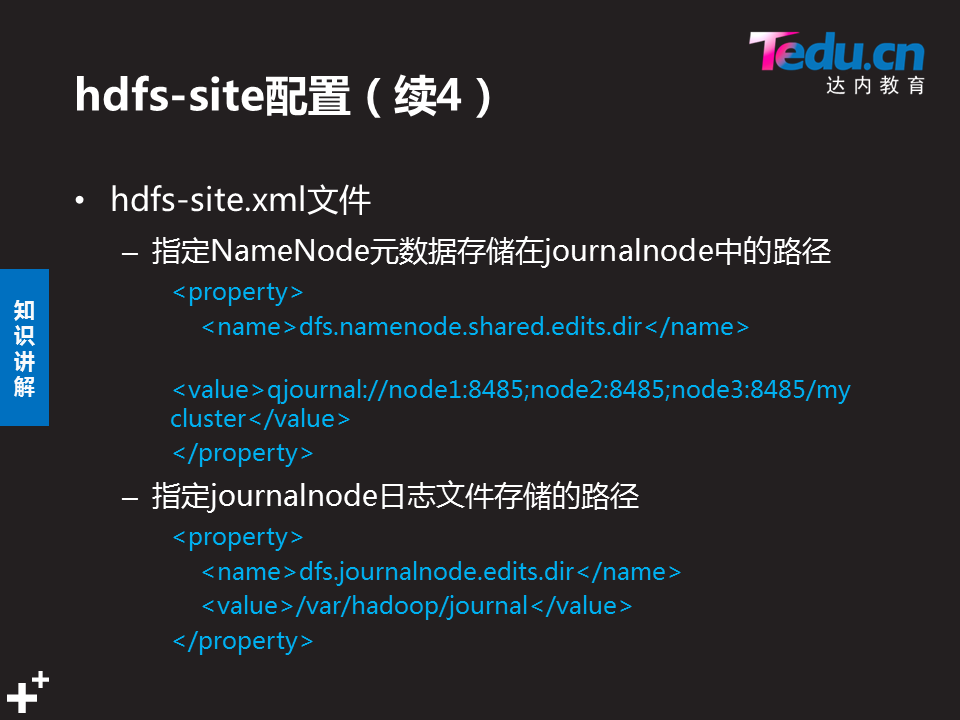 Tedu.cn
达内教育
hdfs-site配置（续4）
• hdfs-site.xml文件
– 指定NameNode元数据存储在journalnode中的路径
<property>
<name>dfs.namenode.shared.edits.dir</name>
<value>qjournal://node1:8485;node2:8485;node3:8485/my
cluster</value>
</property>
– 指定journalnode日志文件存储的路径
<property>
<name>dfs.journalnode.edits.dir</name>
<value>/var/hadoop/journal</value>
</property>
知
识
讲
解